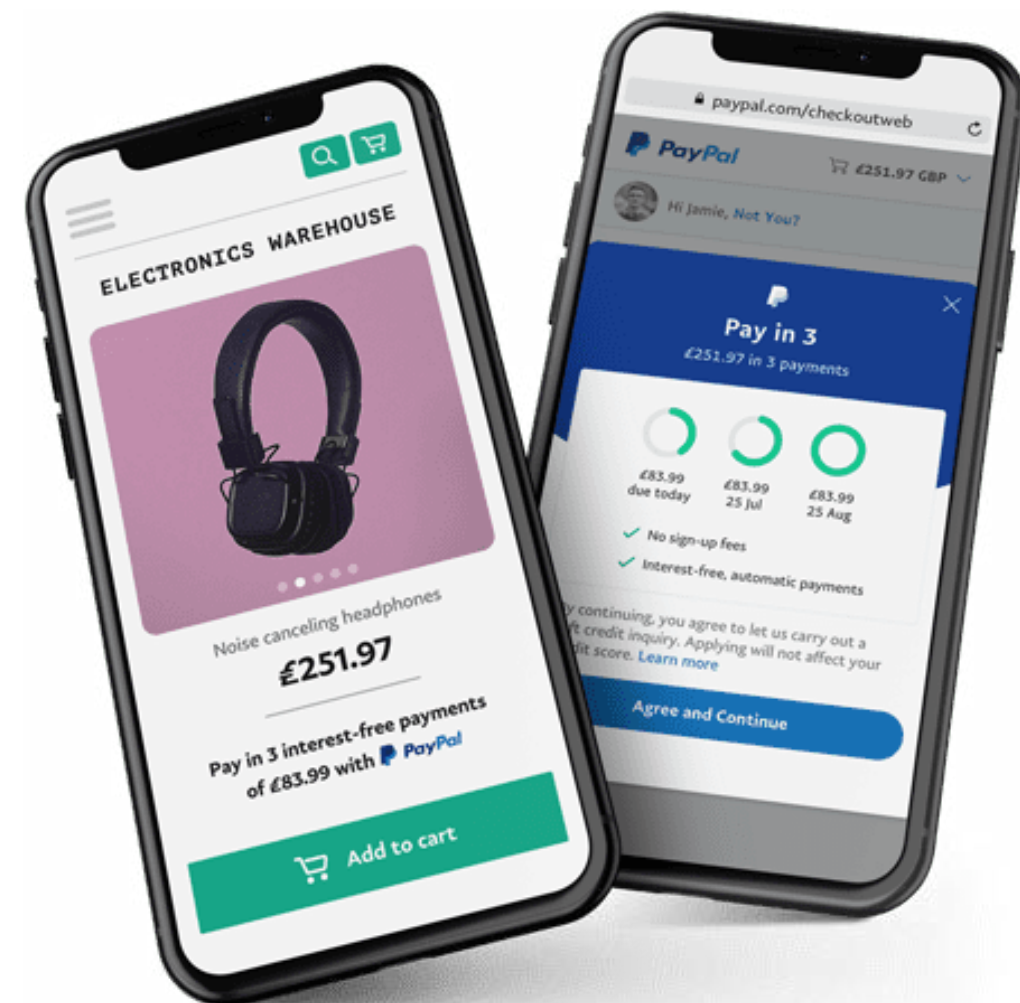 ELECTRONICS WAREHOUSE
Noise canceling headphones
£251.97
Pay in 3 interest-free payments
of £83.99 with PayPal
Add to cart
paypal.com/checkoutweb
PayPal
£251.97 GBP
Hi Jamie, Not You?
Pay in 3
£251.97 in 3 payments
£83.99
due today
£83.99
25 Jul
£83.99
25 Aug
No sign-up fees
Interest-free, automatic payments
continuing, you agree to let us carry out a
credit inquiry. Applying will not affect your
score. Learn more
Agree and Continue